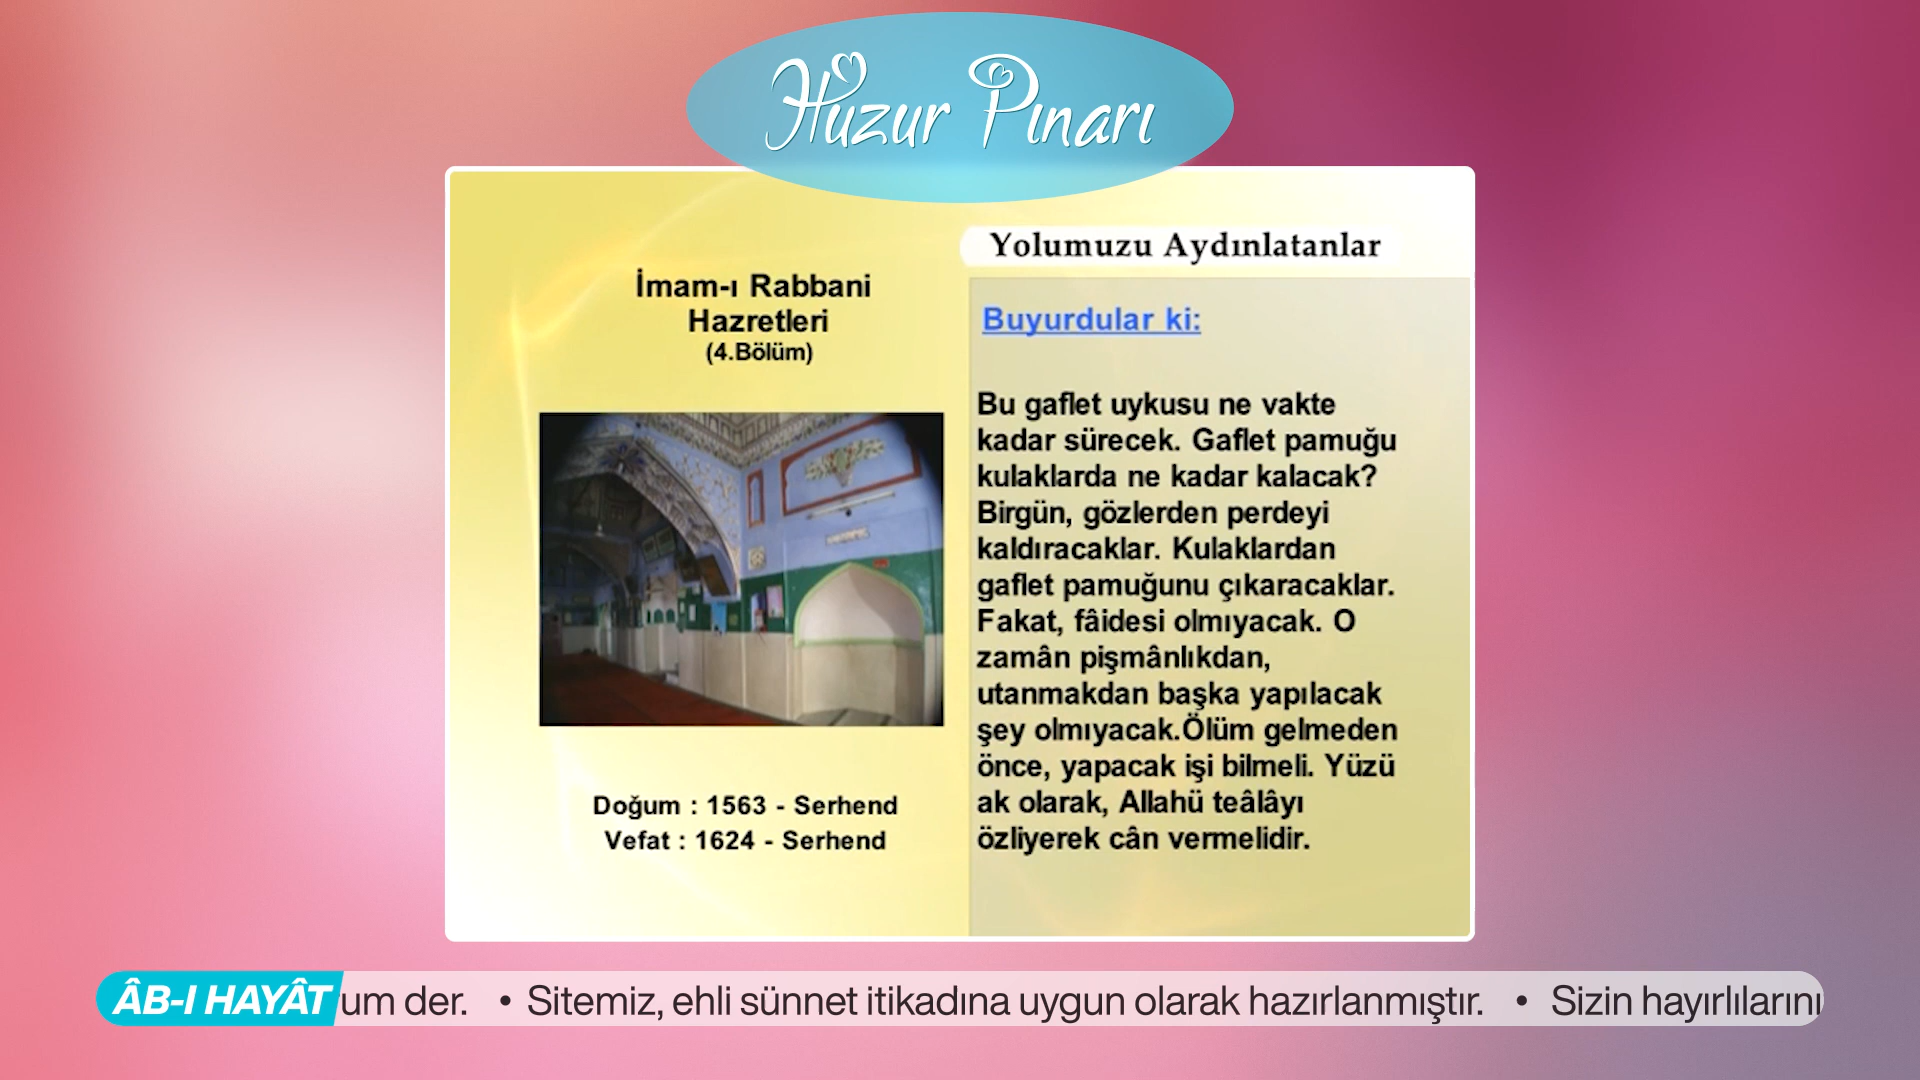 Huzur Pınarı
Yolumuzu Aydınlatanlar
İmam-ı Rabbani
Hazretleri
(4.Bölüm)
Doğum : 1563 - Serhend
Vefat : 1624 - Serhend
Buyurdular ki:
Bu gaflet uykusu ne vakte
kadar sürecek. Gaflet pamuğu
kulaklarda ne kadar kalacak?
Birgün, gözlerden perdeyi
kaldıracaklar. Kulaklardan
gaflet pamuğunu çıkaracaklar.
Fakat, fâidesi olmıyacak. O
zamân pişmânlıkdan,
utanmakdan başka yapılacak
şey olmıyacak.Ölüm gelmeden
önce, yapacak işi bilmeli. Yüzü
ak olarak, Allahü teâlâyı
özliyerek cân vermelidir.
ÂB-I HAYÂT um der. • Sitemiz, ehli sünnet itikadına uygun olarak hazırlanmıştır. • Sizin hayırlılarını